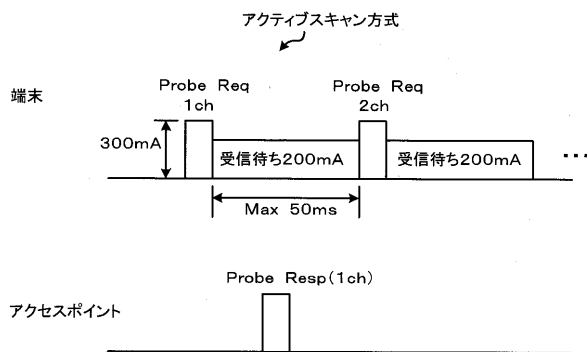 アクティブスキャン方式
端末
Probe Req
1ch
Probe Req
2ch
300mA
受信待ち200mA
受信待ち200mA
Max 50ms
Probe Resp(1ch)
アクセスポイント